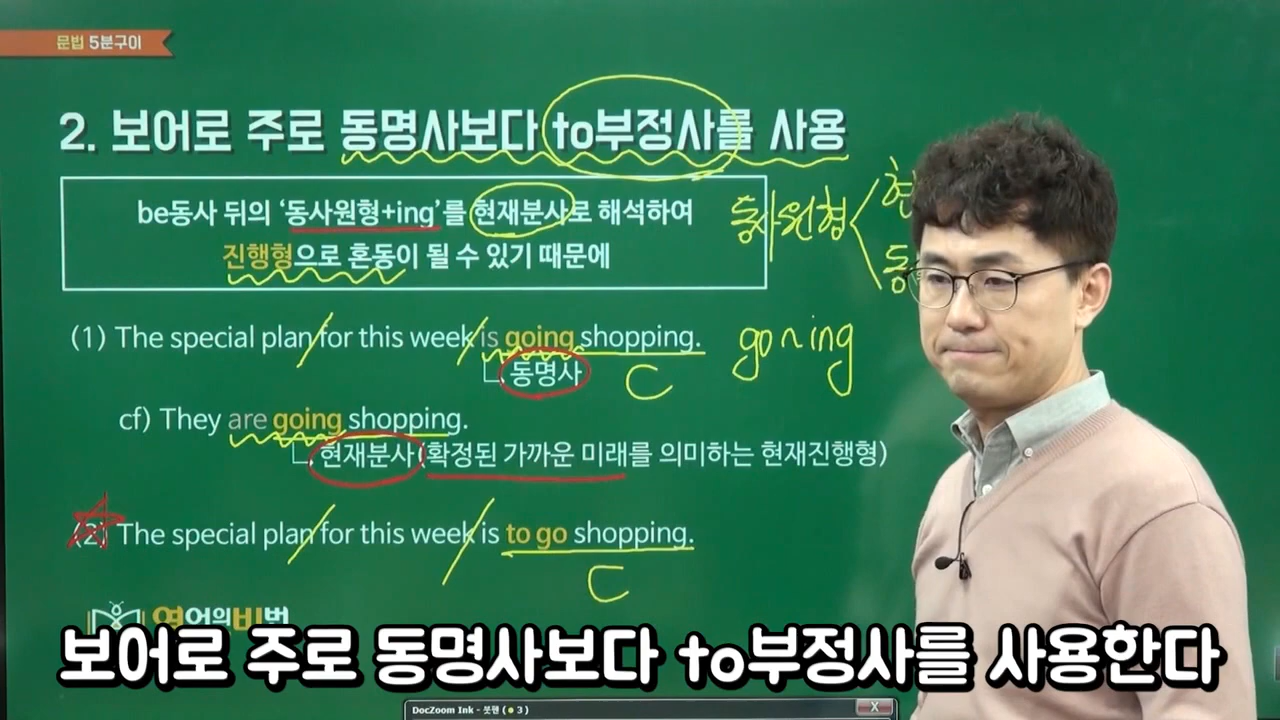 문법 5분구이
2. 보어로 주로 동명사보다 to부정사를 사용
be동사 뒤의 ‘동사원형+ing’를 현재분사로 해석하여
진행형으로 혼동이 될 수 있기 때문에
동사원형
현
동
(1) The special plan for this week is going shopping.
going
동명사
C
cf) They are going shopping.
현재분사 (확정된 가까운 미래를 의미하는 현재진행형)
(2) The special plan for this week is to go shopping.
C
영어의비법
보어로 주로 동명사보다 to부정사를 사용한다
DocZoom Ink - 붓펜 ( 3 )
X